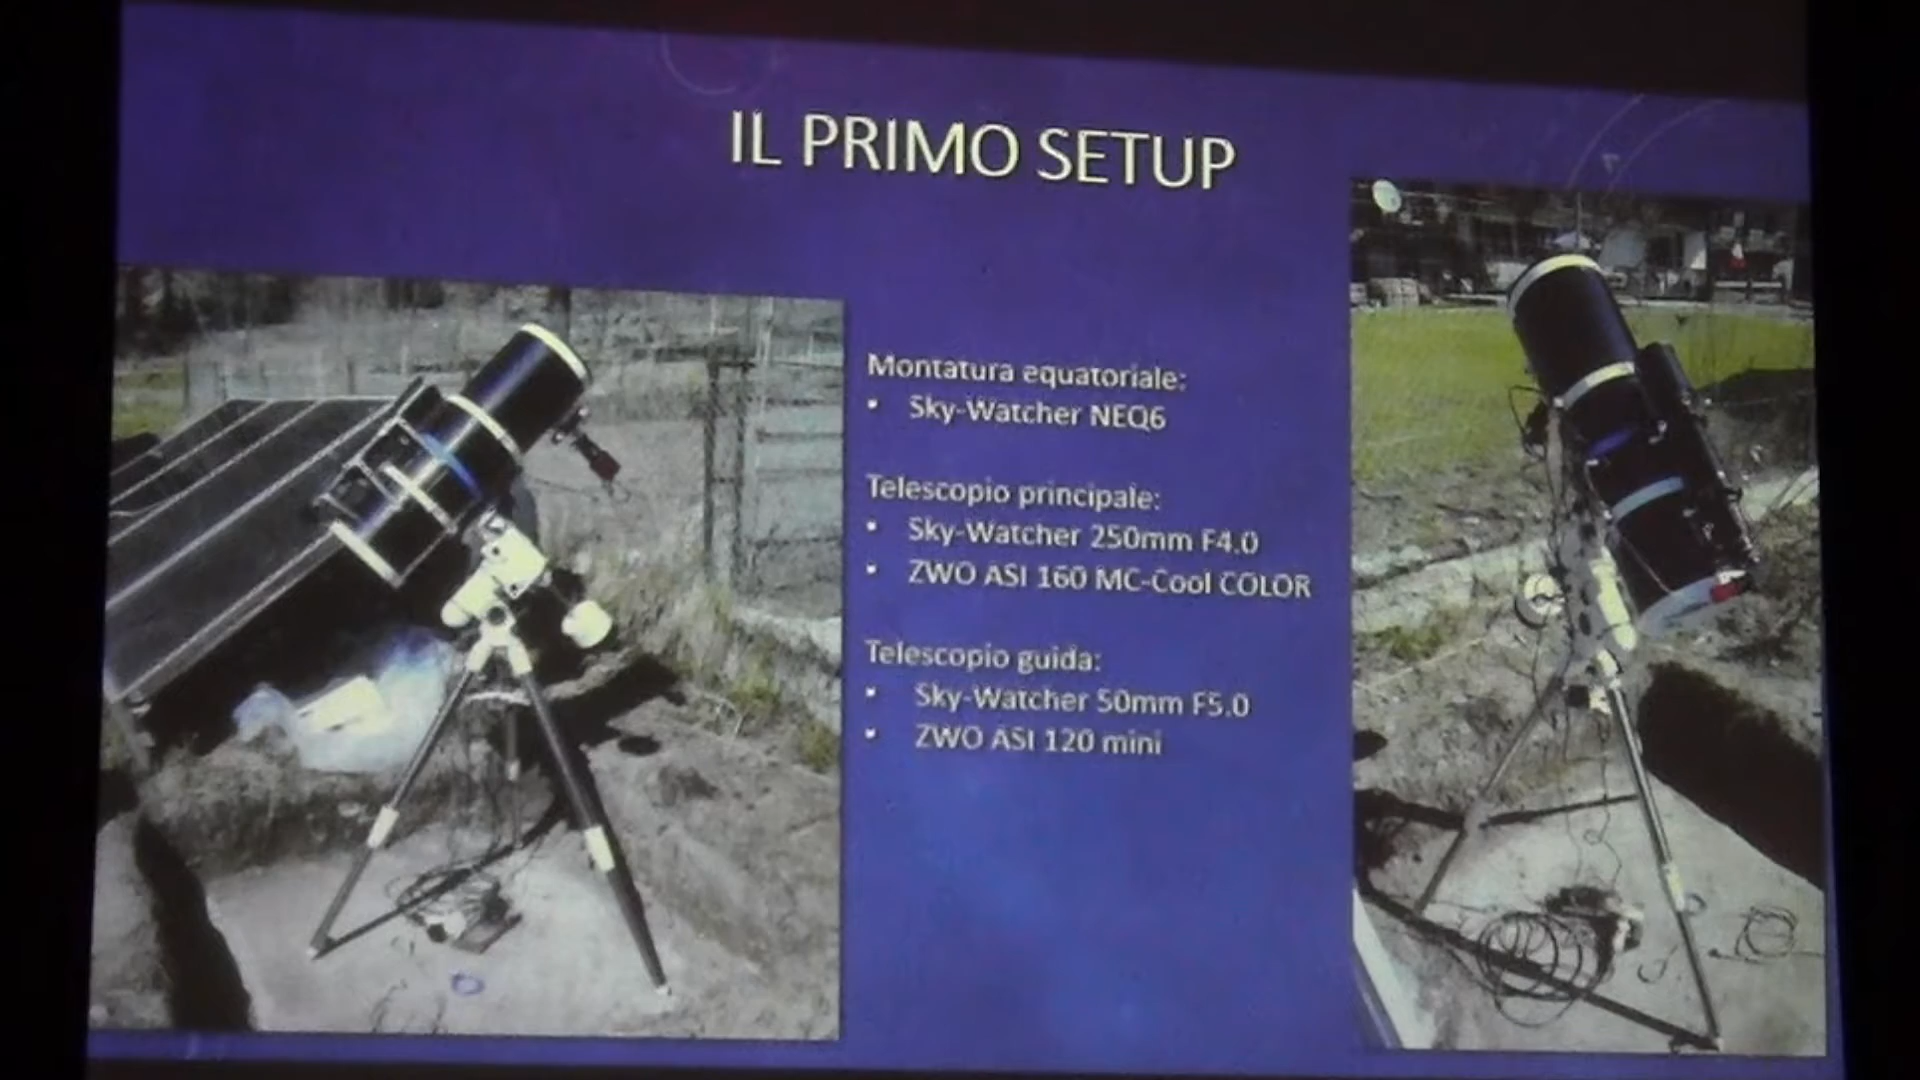 IL PRIMO SETUP
Montatura equatoriale:
• Sky-Watcher NEQ6
Telescopio principale:
• Sky-Watcher 250mm F4.0
• ZWO ASI 160 MC-Cool COLOR
Telescopio guida:
• Sky-Watcher 50mm F5.0
• ZWO ASI 120 mini